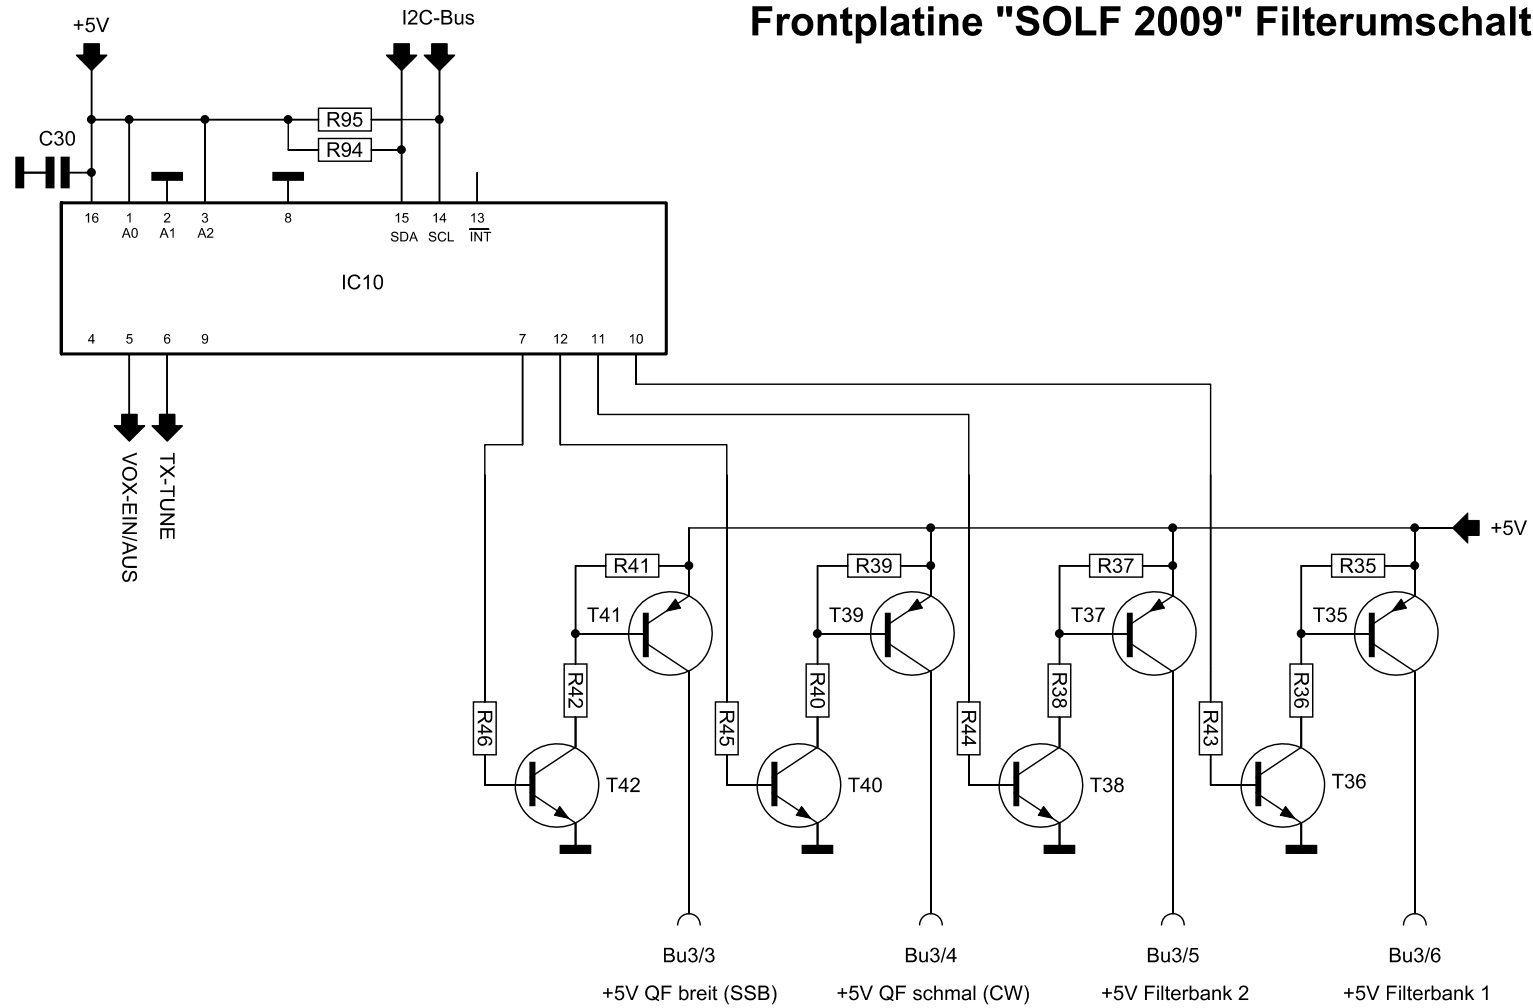 Frontplatine "SOLF 2009" Filterumschalt
+5V
I2C-Bus
R95
R94
C30
16 1 2 3 8 15 14 13
A0 A1 A2 SDA SCL INT
IC10
4 5 6 9 7 12 11 10
VOX-EIN/AUS
TX-TUNE
+5V
R41 R39 R37 R35
T41 T39 T37 T35
R42 R40 R38 R36
R46 R45 R44 R43
T42 T40 T38 T36
Bu3/3 Bu3/4 Bu3/5 Bu3/6
+5V QF breit (SSB) +5V QF schmal (CW) +5V Filterbank 2 +5V Filterbank 1